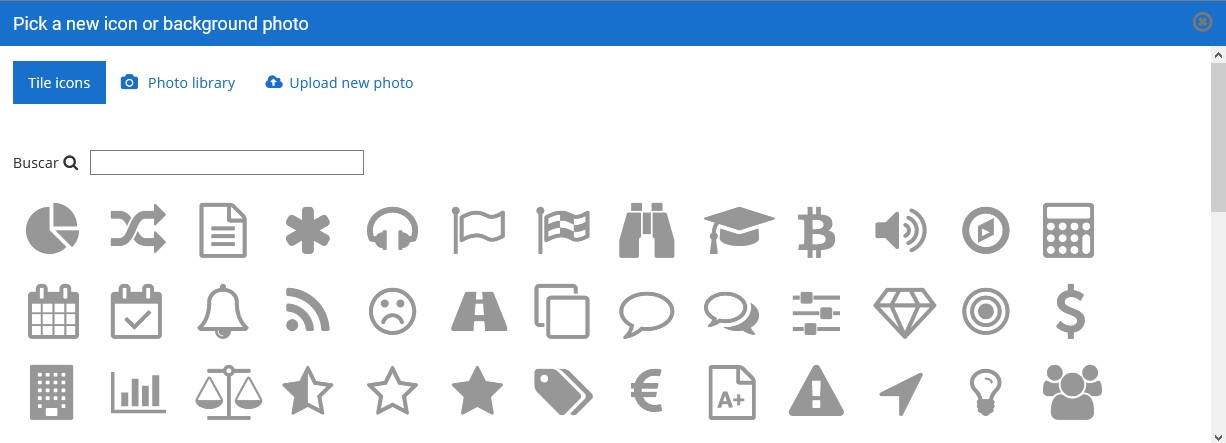 Pick a new icon or background photo
Tile icons Photo library Upload new photo
Buscar
A+